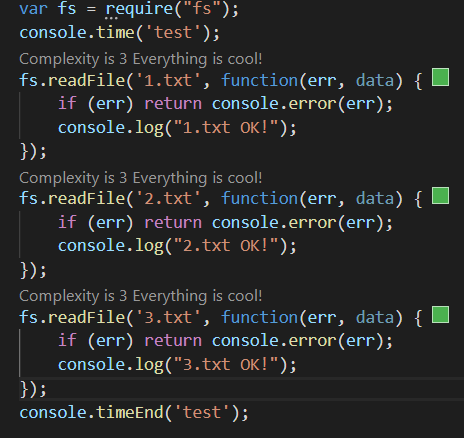 var fs = require("fs");
console.time('test');
Complexity is 3 Everything is cool!
fs.readFile('1.txt', function(err, data) {
    if (err) return console.error(err);
    console.log("1.txt OK!");
});
Complexity is 3 Everything is cool!
fs.readFile('2.txt', function(err, data) {
    if (err) return console.error(err);
    console.log("2.txt OK!");
});
Complexity is 3 Everything is cool!
fs.readFile('3.txt', function(err, data) {
    if (err) return console.error(err);
    console.log("3.txt OK!");
});
console.timeEnd('test');